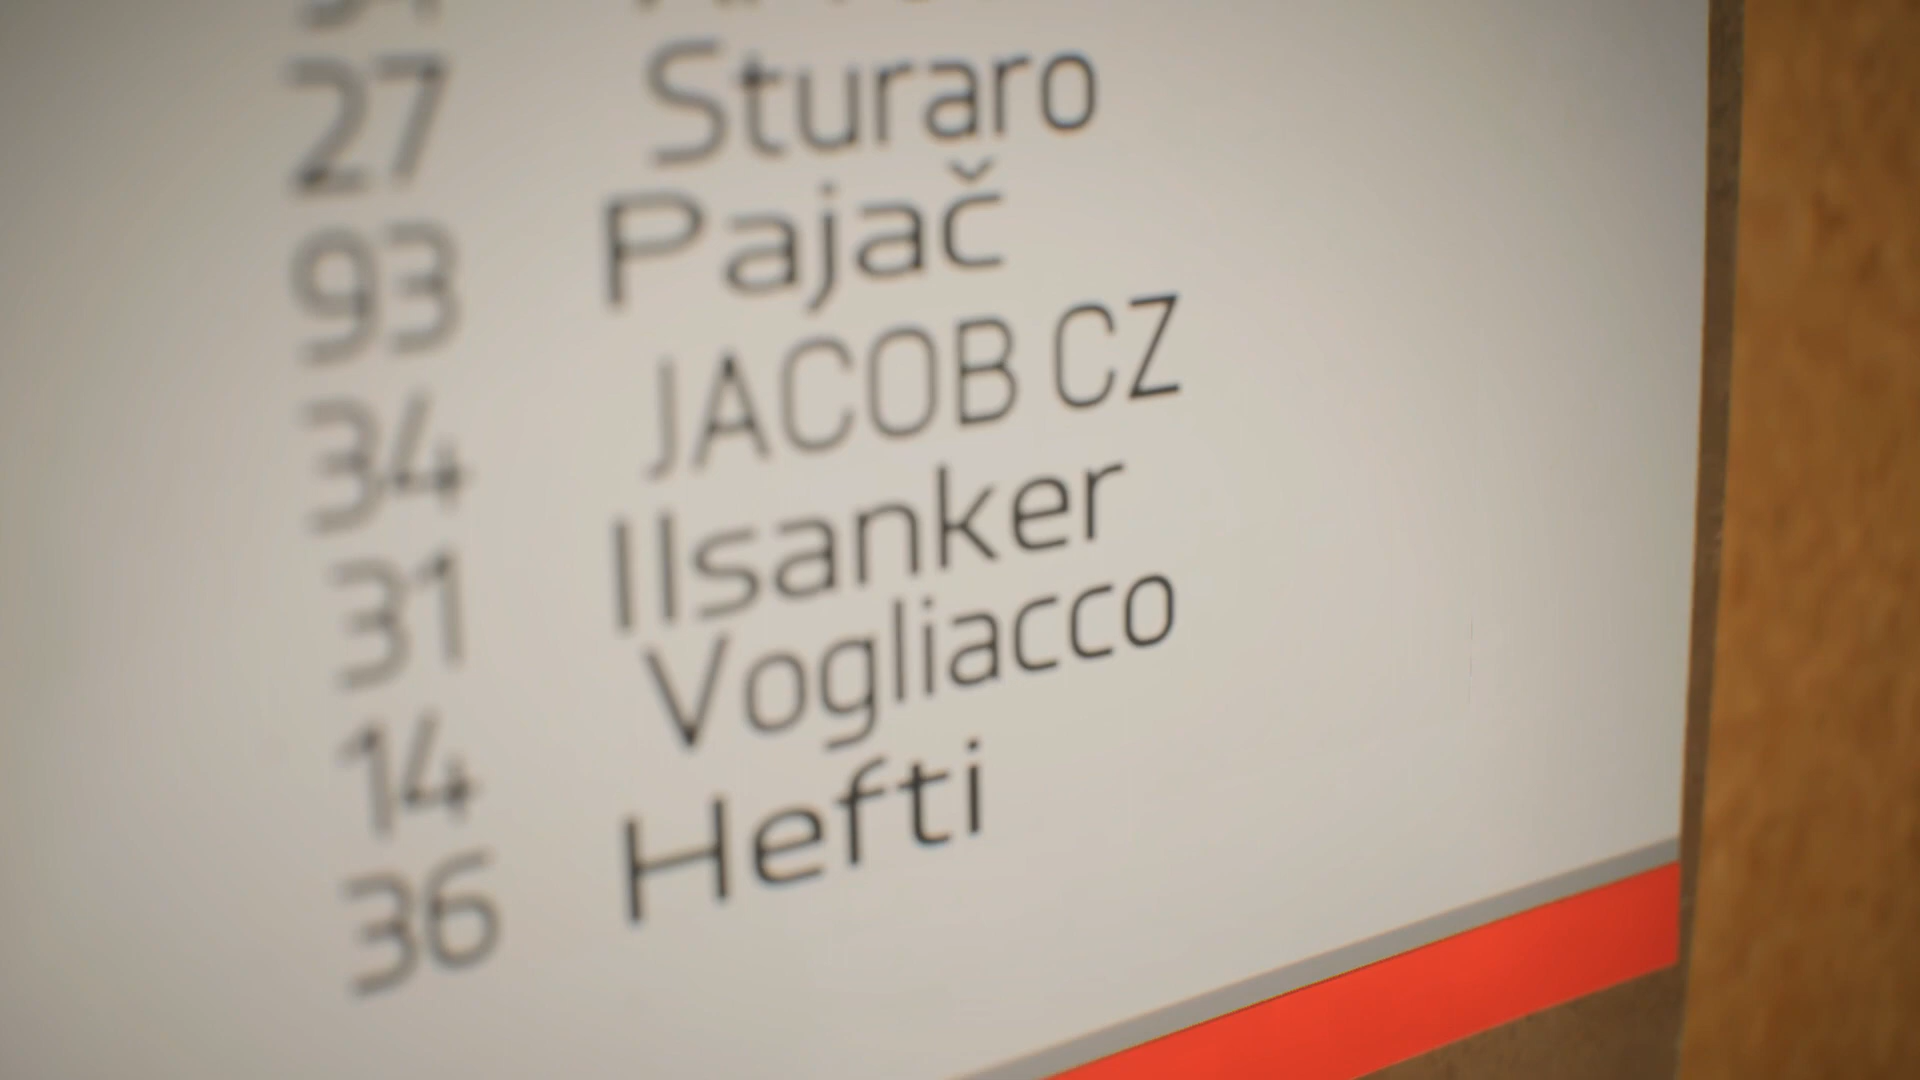 27 Sturaro
93 Pajač
34 JACOB CZ
31 Ilsanker
14 Vogliacco
36 Hefti